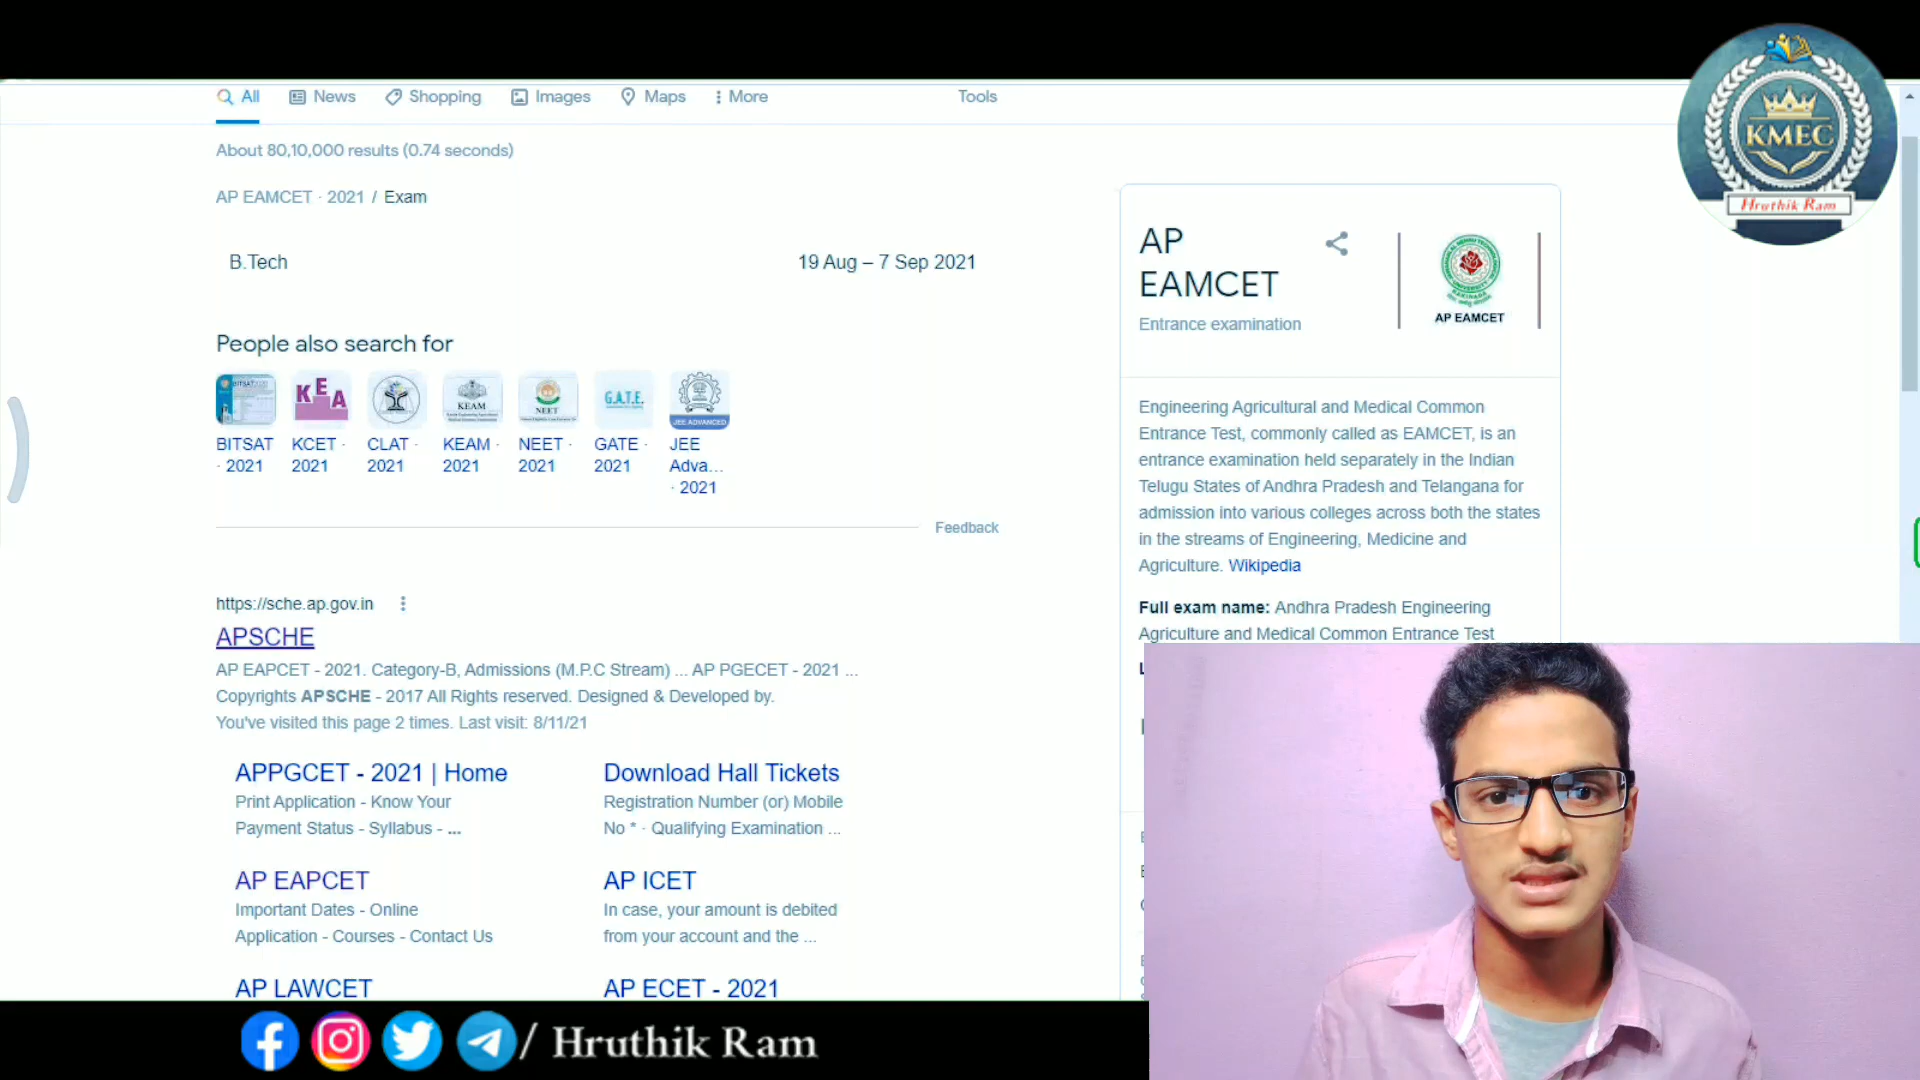 All News Shopping Images Maps More Tools
About 80,10,000 results (0.74 seconds)
AP EAMCET · 2021 / Exam
B.Tech 19 Aug – 7 Sep 2021
People also search for
BITSAT · 2021
KCET · 2021
CLAT · 2021
KEAM · 2021
NEET · 2021
GATE · 2021
JEE Adva... · 2021
KEA
KEAM
NEET
G.A.T.E.
JEE ADVANCED
Feedback
https://sche.ap.gov.in
APSCHE
AP EAPCET - 2021. Category-B, Admissions (M.P.C Stream) ... AP PGECET - 2021 ...
Copyrights APSCHE - 2017 All Rights reserved. Designed & Developed by.
You've visited this page 2 times. Last visit: 8/11/21
APPGCET - 2021 | Home
Print Application - Know Your
Payment Status - Syllabus - ...
Download Hall Tickets
Registration Number (or) Mobile
No * · Qualifying Examination ...
AP EAPCET
Important Dates - Online
Application - Courses - Contact Us
AP ICET
In case, your amount is debited
from your account and the ...
AP LAWCET
AP ECET - 2021
AP
EAMCET
Entrance examination
AP EAMCET
Engineering Agricultural and Medical Common
Entrance Test, commonly called as EAMCET, is an
entrance examination held separately in the Indian
Telugu States of Andhra Pradesh and Telangana for
admission into various colleges across both the states
in the streams of Engineering, Medicine and
Agriculture. Wikipedia
Full exam name: Andhra Pradesh Engineering
Agriculture and Medical Common Entrance Test
KMEC
Hruthik Ram
/ Hruthik Ram